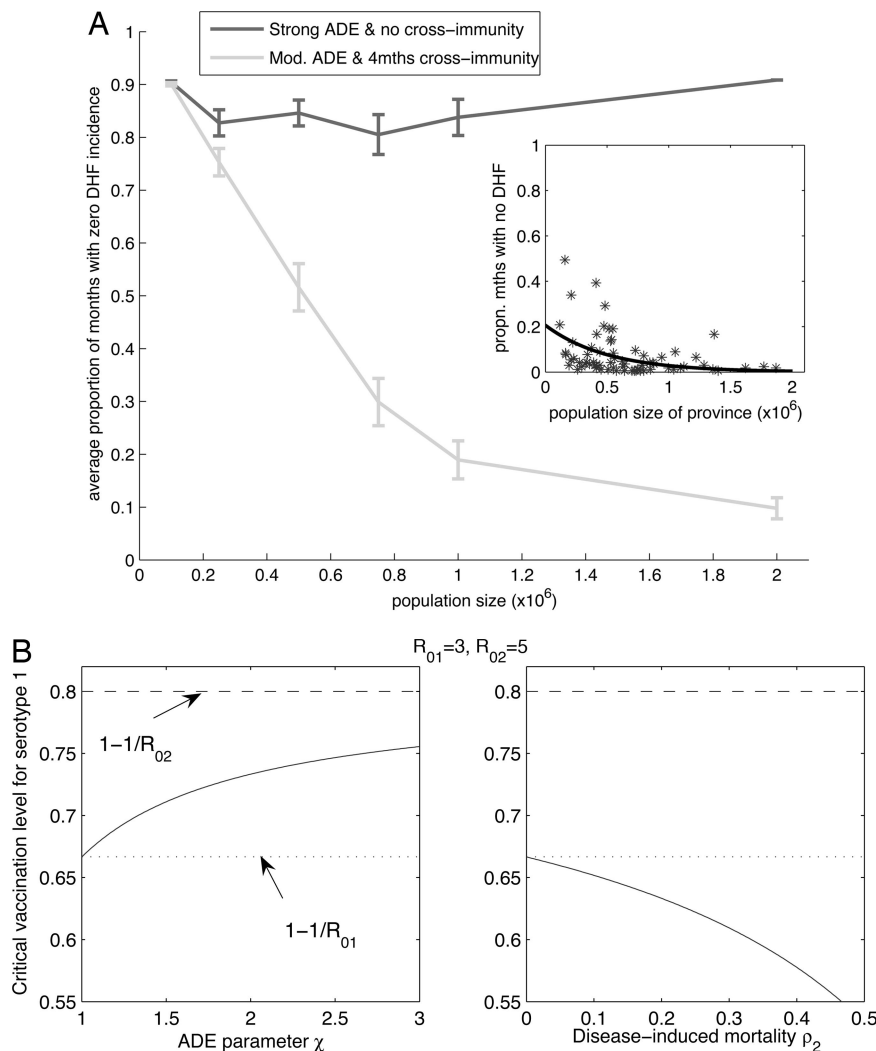 A
Strong ADE & no cross-immunity
Mod. ADE & 4mths cross-immunity
average proportion of months with zero DHF incidence
1
0.9
0.8
0.7
0.6
0.5
0.4
0.3
0.2
0.1
0
0 0.2 0.4 0.6 0.8 1 1.2 1.4 1.6 1.8 2
population size (x10⁶)
propn. mths with no DHF
1
0.8
0.6
0.4
0.2
0
0 0.5 1 1.5 2
population size of province (x10⁶)
B
R₀₁=3, R₀₂=5
Critical vaccination level for serotype 1
0.8
0.75
0.7
0.65
0.6
0.55
1−1/R₀₂
1−1/R₀₁
1 1.5 2 2.5 3
ADE parameter χ
0.8
0.75
0.7
0.65
0.6
0.55
0 0.1 0.2 0.3 0.4 0.5
Disease−induced mortality ρ₂